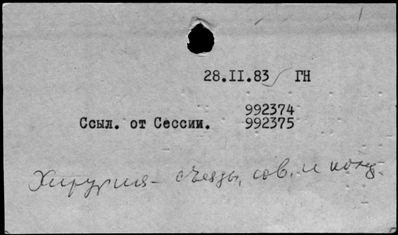 28.II.83 ГН
992374
Ссыл. от Сессии. 992375
Хирургия - съезды, сов. и конф.